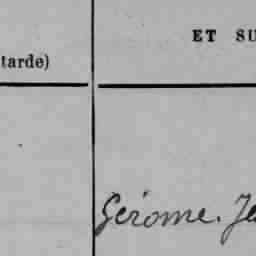 ET SU
tarde)
Gérome. Je